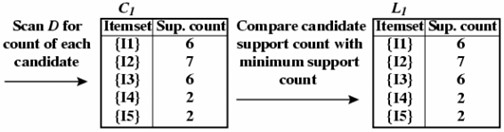 C1
L1
Scan D for
count of each
candidate
Itemset Sup. count
{I1} 6
{I2} 7
{I3} 6
{I4} 2
{I5} 2
Compare candidate
support count with
minimum support
count
Itemset Sup. count
{I1} 6
{I2} 7
{I3} 6
{I4} 2
{I5} 2